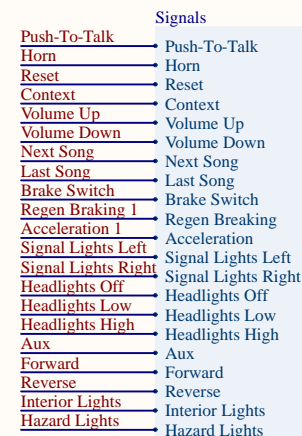 Signals
Push-To-Talk
Push-To-Talk
Horn
Horn
Reset
Reset
Context
Context
Volume Up
Volume Up
Volume Down
Volume Down
Next Song
Next Song
Last Song
Last Song
Brake Switch
Brake Switch
Regen Braking 1
Regen Breaking
Acceleration 1
Acceleration
Signal Lights Left
Signal Lights Left
Signal Lights Right
Signal Lights Right
Headlights Off
Headlights Off
Headlights Low
Headlights Low
Headlights High
Headlights High
Aux
Aux
Forward
Forward
Reverse
Reverse
Interior Lights
Interior Lights
Hazard Lights
Hazard Lights